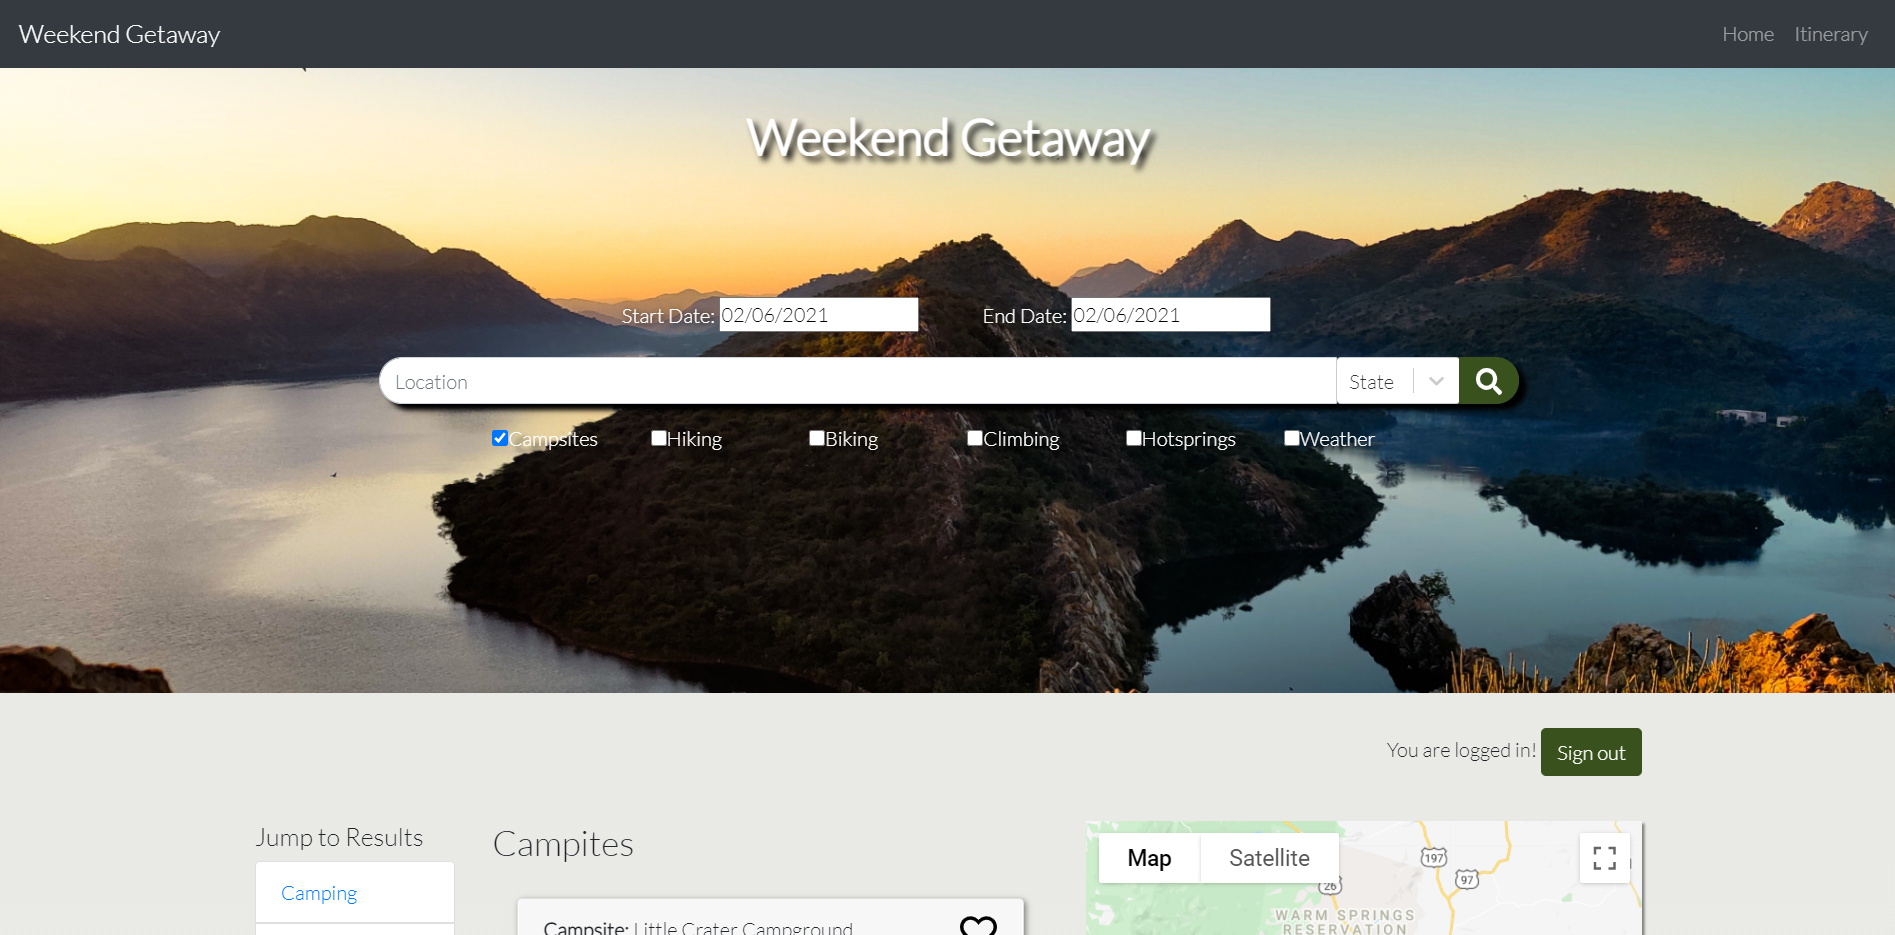 Weekend Getaway
Home Itinerary
Weekend Getaway
Start Date: 02/06/2021 End Date: 02/06/2021
Location State
Campsites Hiking Biking Climbing Hotsprings Weather
You are logged in! Sign out
Jump to Results
Camping
Campites
Campsite: Little Crater Campground
Map Satellite
197
26
97
WARM SPRINGS
RESERVATION